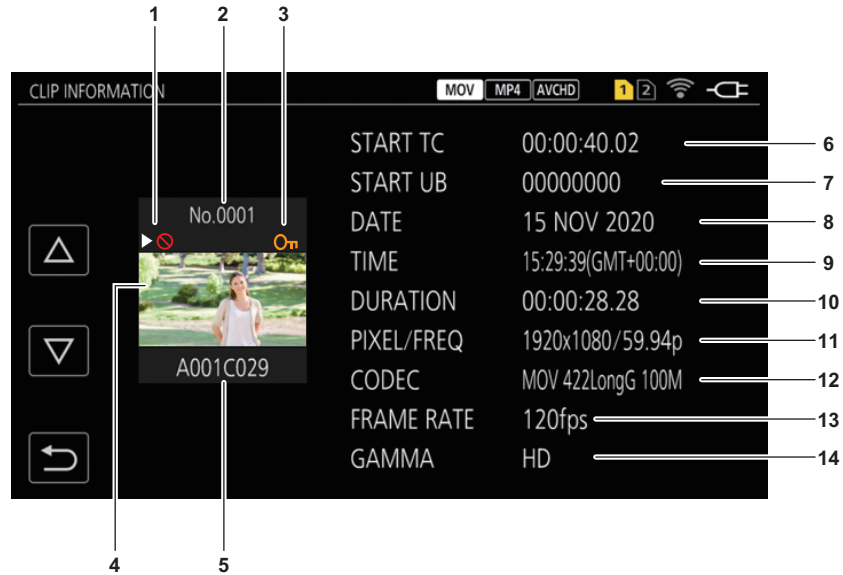 1 2 3
CLIP INFORMATION MOV MP4 AVCHD 1 2
START TC 00:00:40.02 6
START UB 00000000 7
No.0001
DATE 15 NOV 2020 8
TIME 15:29:39(GMT+00:00) 9
DURATION 00:00:28.28 10
PIXEL/FREQ 1920x1080/59.94p 11
A001C029
CODEC MOV 422LongG 100M 12
FRAME RATE 120fps 13
GAMMA HD 14
4 5